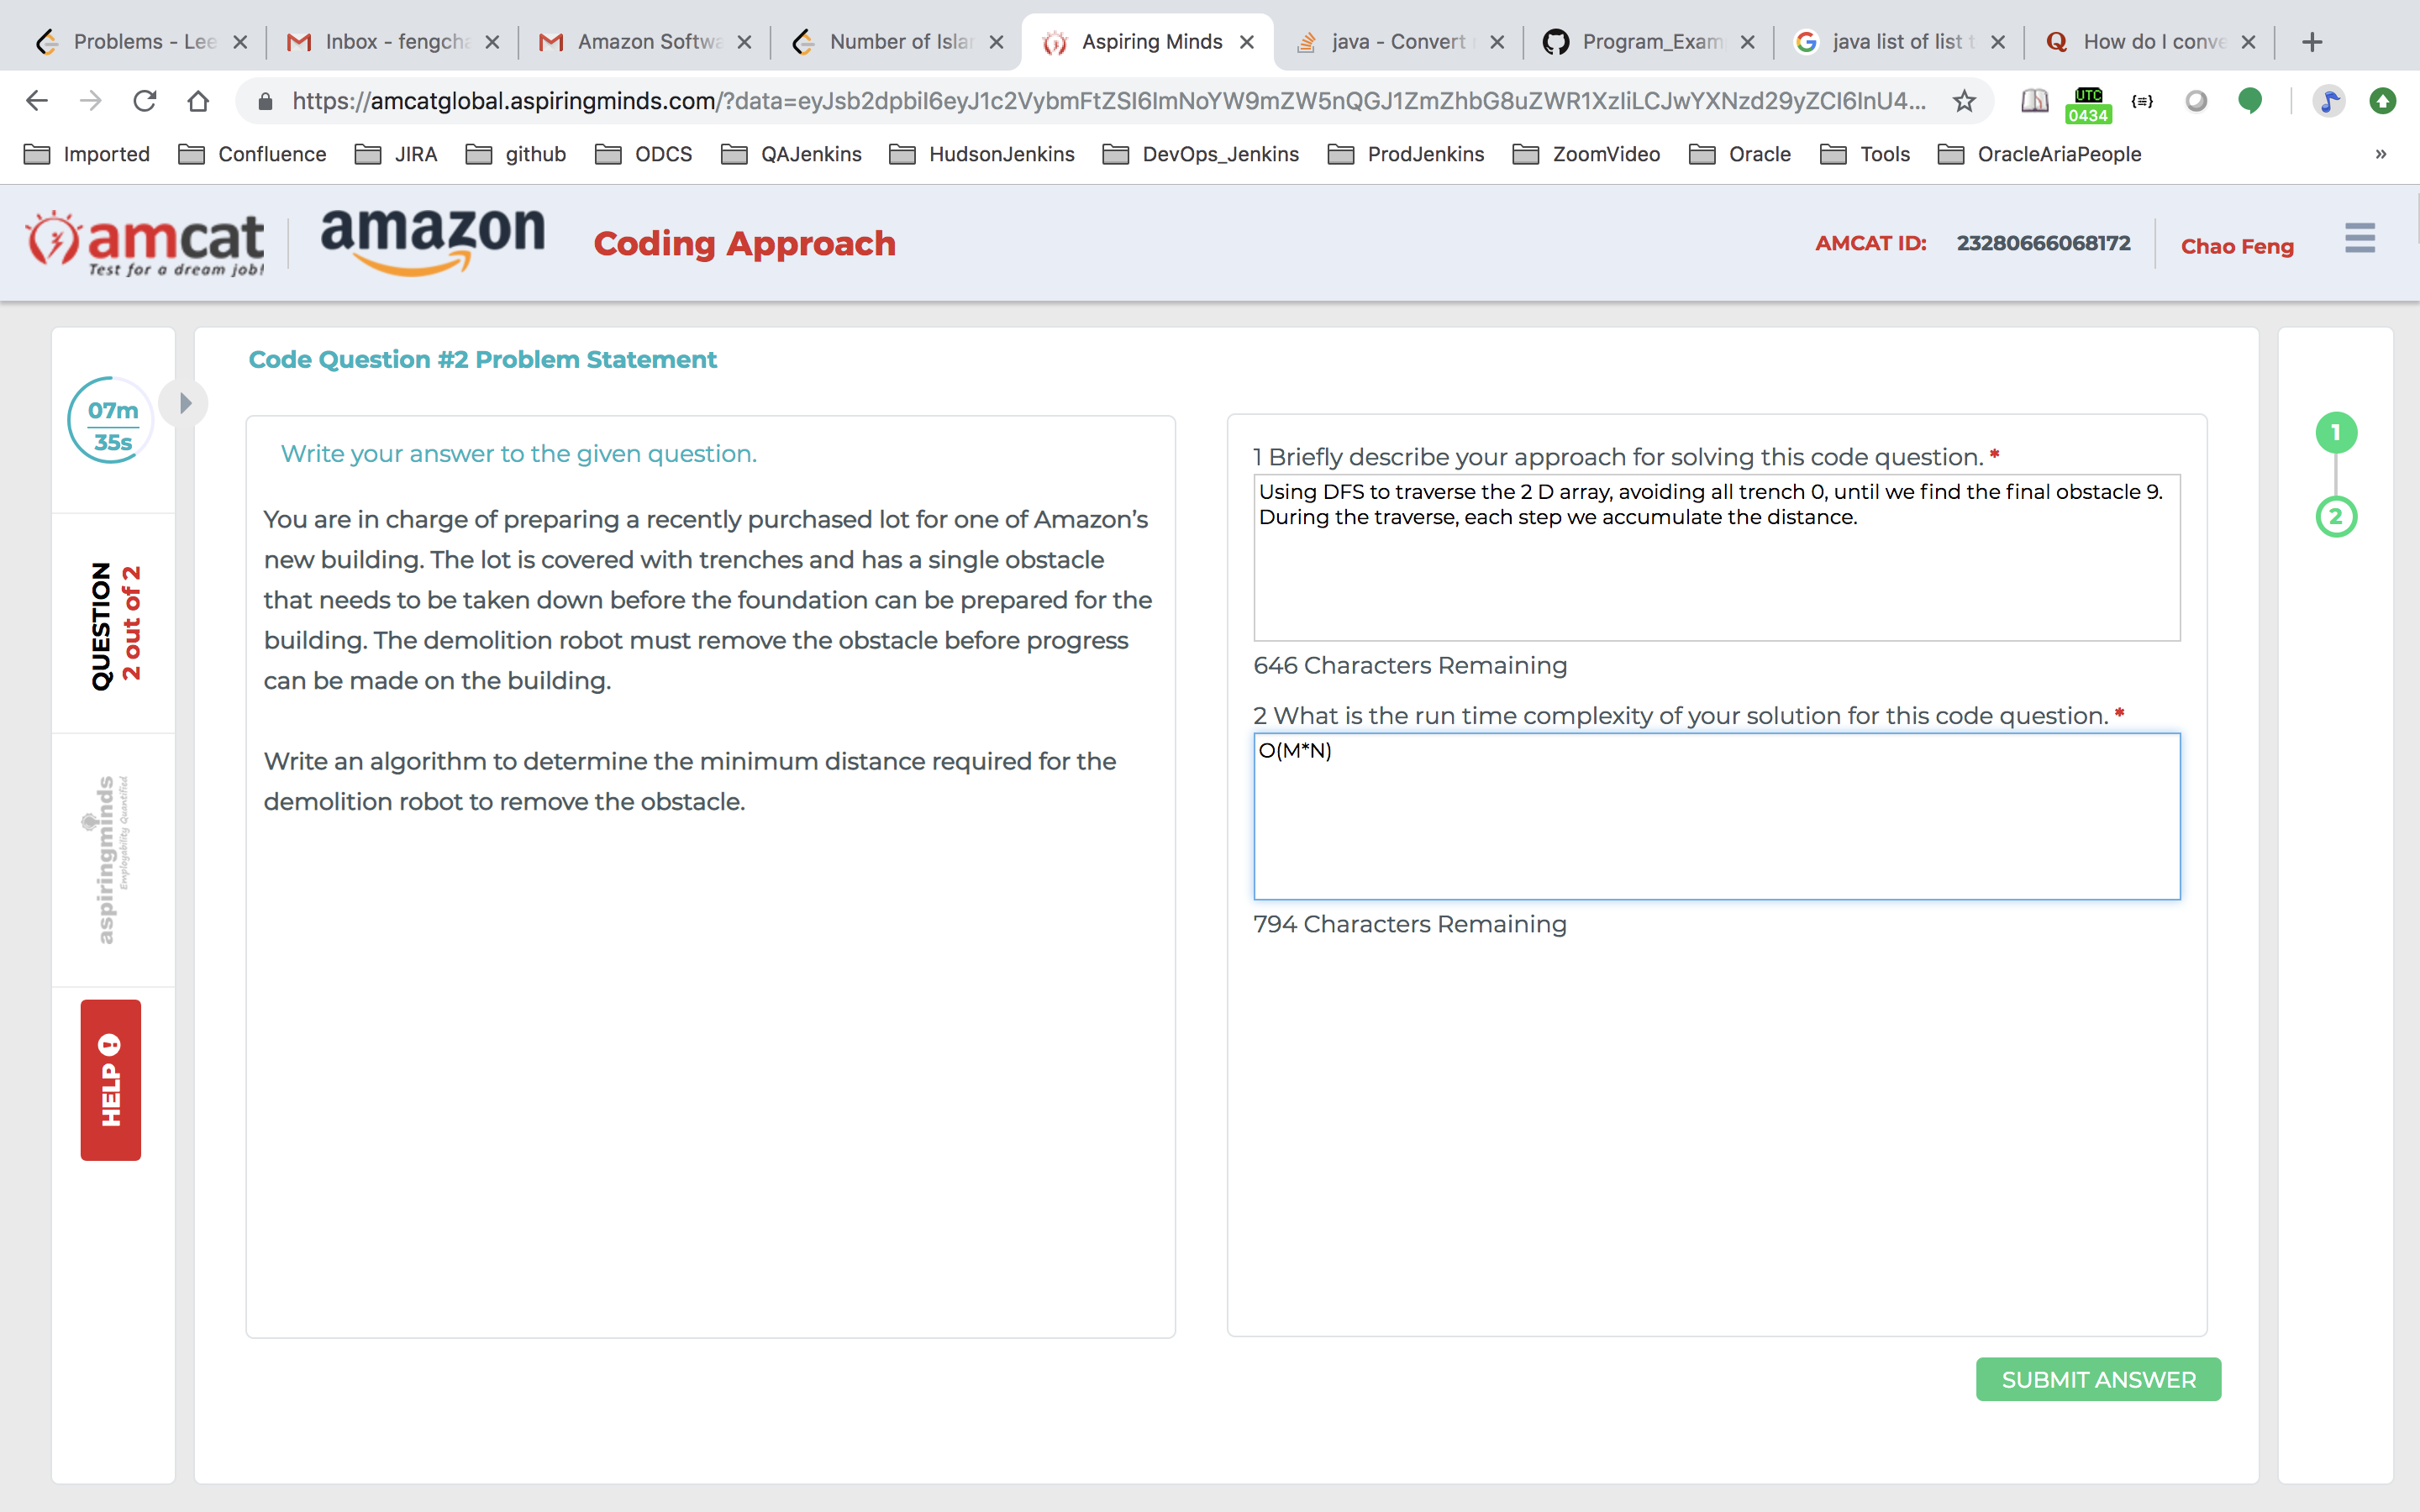 Problems - Lee
Inbox - fengcha
Amazon Softwa
Number of Islan
Aspiring Minds
java - Convert
Program_Exam
java list of list t
How do I conve
https://amcatglobal.aspiringminds.com/?data=eyJsb2dpbiI6eyJ1c2VybmFtZSI6ImNoYW9mZW5nQGJ1ZmZhbG8uZWR1XzIiLCJwYXNzd29yZCI6InU4...
UTC
0434
Imported
Confluence
JIRA
github
ODCS
QAJenkins
HudsonJenkins
DevOps_Jenkins
ProdJenkins
ZoomVideo
Oracle
Tools
OracleAriaPeople
»
amcat
Test for a dream job!
amazon
Coding Approach
AMCAT ID: 23280666068172
Chao Feng
07m
35s
QUESTION
2 out of 2
aspiringminds
Employability Quantified
HELP
Code Question #2 Problem Statement
Write your answer to the given question.
You are in charge of preparing a recently purchased lot for one of Amazon’s
new building. The lot is covered with trenches and has a single obstacle
that needs to be taken down before the foundation can be prepared for the
building. The demolition robot must remove the obstacle before progress
can be made on the building.
Write an algorithm to determine the minimum distance required for the
demolition robot to remove the obstacle.
1 Briefly describe your approach for solving this code question. *
Using DFS to traverse the 2 D array, avoiding all trench 0, until we find the final obstacle 9.
During the traverse, each step we accumulate the distance.
646 Characters Remaining
2 What is the run time complexity of your solution for this code question. *
O(M*N)
794 Characters Remaining
SUBMIT ANSWER
1
2